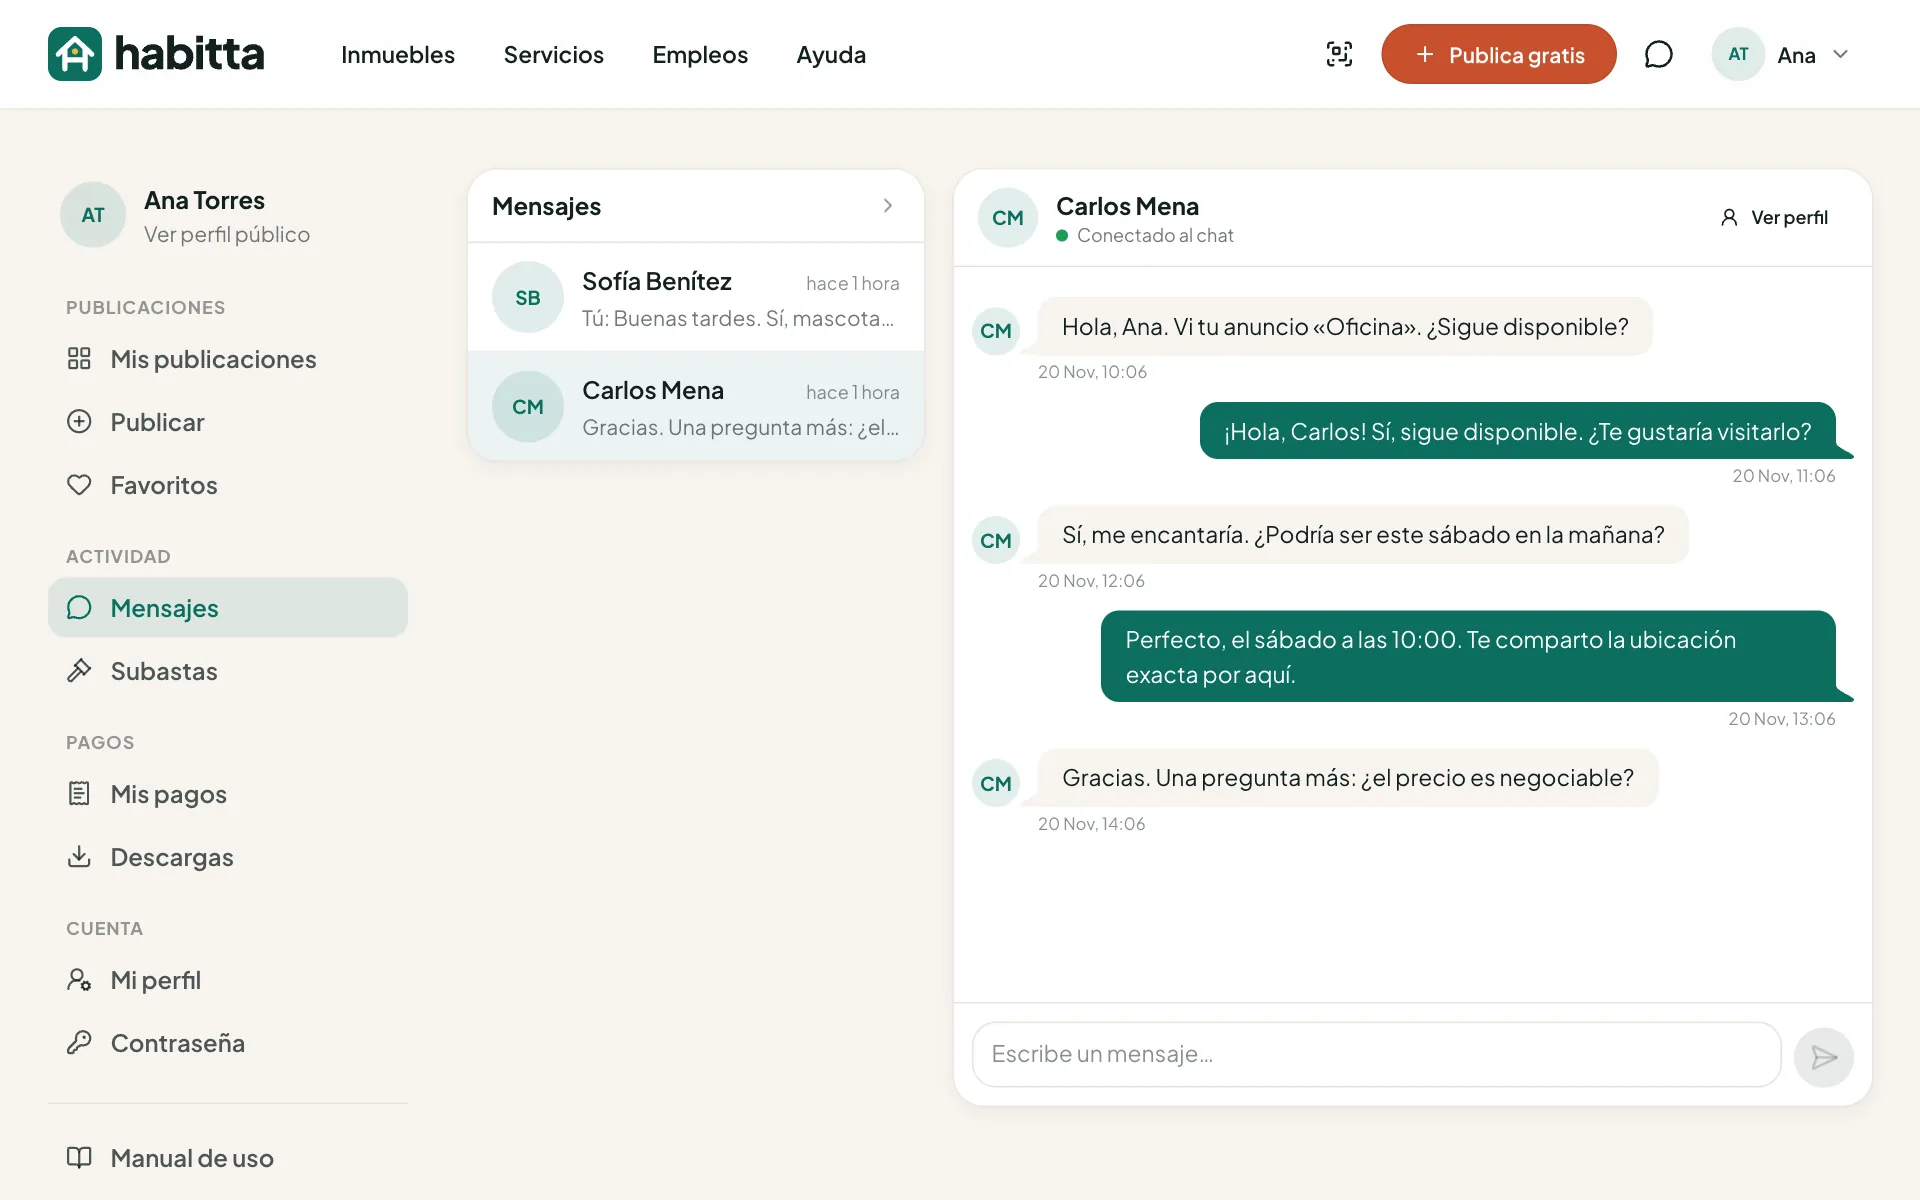 habitta
Inmuebles
Servicios
Empleos
Ayuda
Publica gratis
AT
Ana
AT
Ana Torres
Ver perfil público
PUBLICACIONES
Mis publicaciones
Publicar
Favoritos
ACTIVIDAD
Mensajes
Subastas
PAGOS
Mis pagos
Descargas
CUENTA
Mi perfil
Contraseña
Manual de uso
Mensajes
SB
Sofía Benítez
hace 1 hora
Tú: Buenas tardes. Sí, mascota...
CM
Carlos Mena
hace 1 hora
Gracias. Una pregunta más: ¿el...
CM
Carlos Mena
Conectado al chat
Ver perfil
CM
Hola, Ana. Vi tu anuncio «Oficina». ¿Sigue disponible?
20 Nov, 10:06
¡Hola, Carlos! Sí, sigue disponible. ¿Te gustaría visitarlo?
20 Nov, 11:06
CM
Sí, me encantaría. ¿Podría ser este sábado en la mañana?
20 Nov, 12:06
Perfecto, el sábado a las 10:00. Te comparto la ubicación
exacta por aquí.
20 Nov, 13:06
CM
Gracias. Una pregunta más: ¿el precio es negociable?
20 Nov, 14:06
Escribe un mensaje...